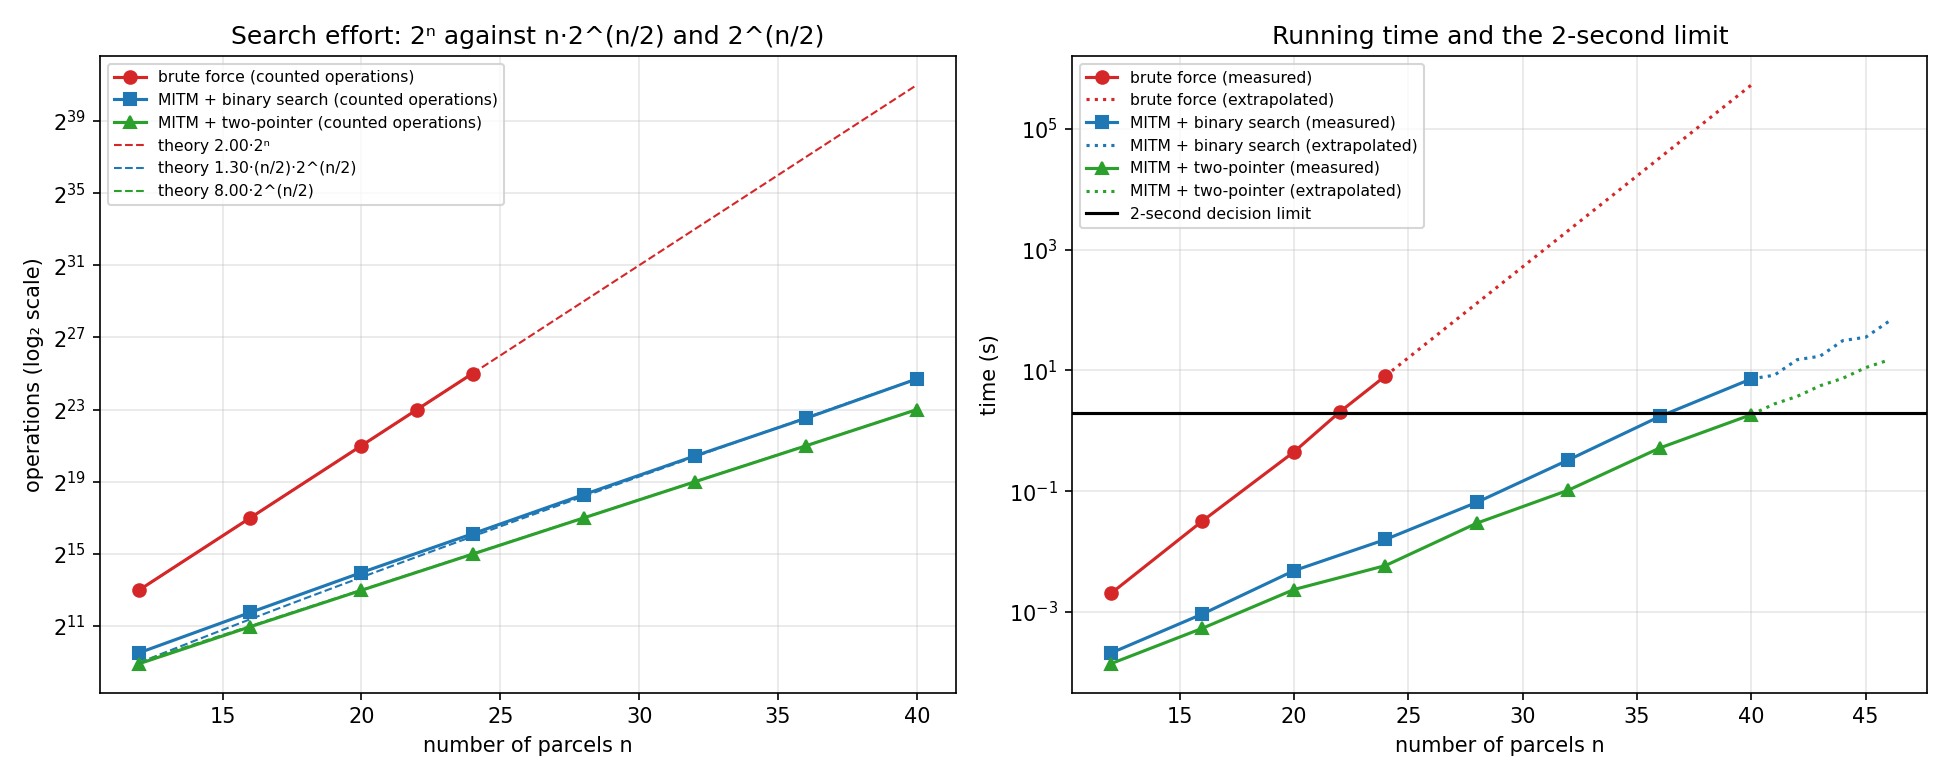 Search effort: 2ⁿ against n·2^(n/2) and 2^(n/2)
brute force (counted operations)
MITM + binary search (counted operations)
MITM + two-pointer (counted operations)
theory 2.00·2ⁿ
theory 1.30·(n/2)·2^(n/2)
theory 8.00·2^(n/2)
operations (log₂ scale)
2³⁹
2³⁵
2³¹
2²⁷
2²³
2¹⁹
2¹⁵
2¹¹
15 20 25 30 35 40
number of parcels n
Running time and the 2-second limit
brute force (measured)
brute force (extrapolated)
MITM + binary search (measured)
MITM + binary search (extrapolated)
MITM + two-pointer (measured)
MITM + two-pointer (extrapolated)
2-second decision limit
time (s)
10⁵
10³
10¹
10⁻¹
10⁻³
15 20 25 30 35 40 45
number of parcels n